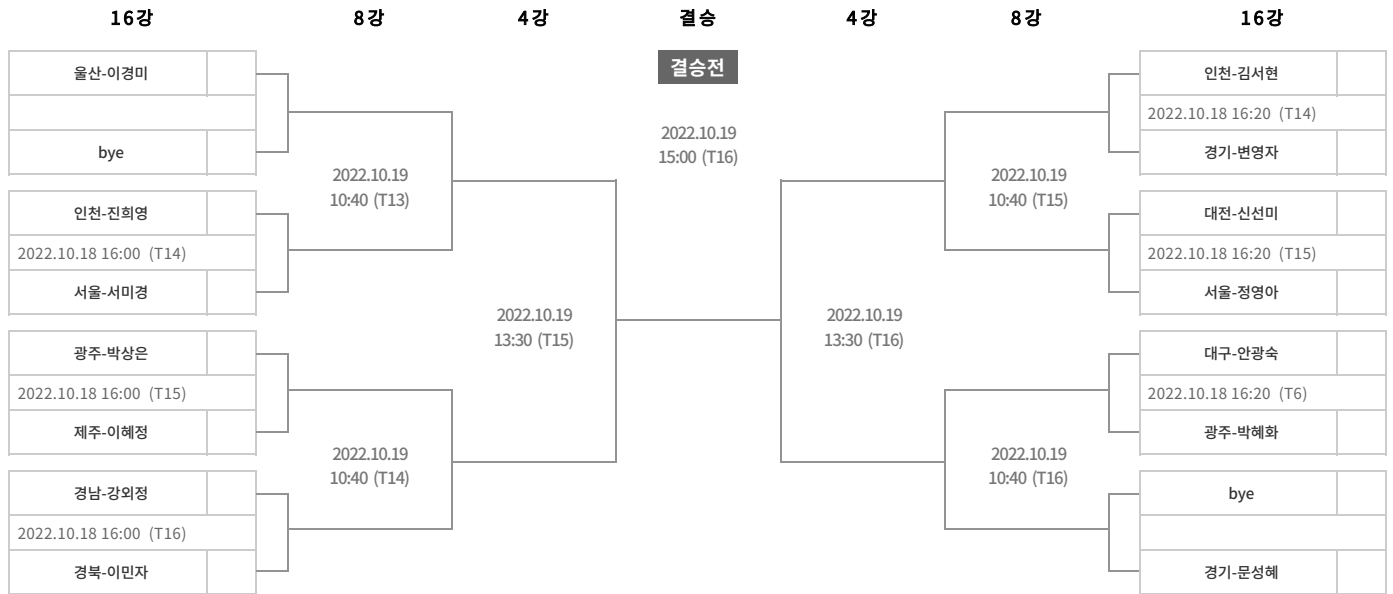 16강 8강 4강 결승 4강 8강 16강
결승전
2022.10.19
15:00 (T16)
울산-이경미
bye
인천-진희영
2022.10.18 16:00 (T14)
서울-서미경
광주-박상은
2022.10.18 16:00 (T15)
제주-이혜정
경남-강외정
2022.10.18 16:00 (T16)
경북-이민자
2022.10.19
10:40 (T13)
2022.10.19
10:40 (T14)
2022.10.19
13:30 (T15)
2022.10.19
13:30 (T16)
2022.10.19
10:40 (T15)
2022.10.19
10:40 (T16)
인천-김서현
2022.10.18 16:20 (T14)
경기-변영자
대전-신선미
2022.10.18 16:20 (T15)
서울-정영아
대구-안광숙
2022.10.18 16:20 (T6)
광주-박혜화
bye
경기-문성혜